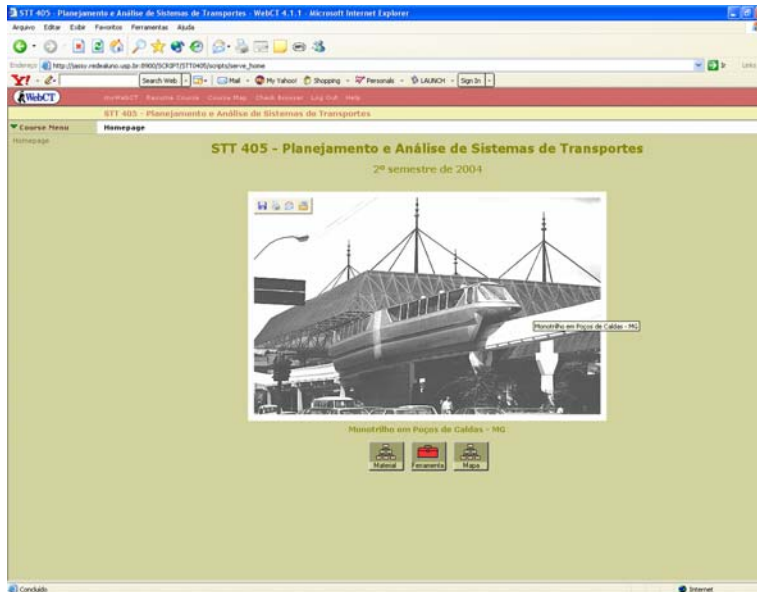 STT 405 - Planejamento e Análise de Sistemas de Transportes - WebCT 4.1.1 - Microsoft Internet Explorer
Arquivo Editar Exibir Favoritos Ferramentas Ajuda
Search Web Mail My Yahoo! Shopping Personals LAUNCH Sign In
WebCT myWebCT Resume Course Course Map Check Browser Log Out Help
STT 405 - Planejamento e Análise de Sistemas de Transportes
Course Menu Homepage
Homepage
STT 405 - Planejamento e Análise de Sistemas de Transportes
2º semestre de 2004
Monotrilho em Poços de Caldas - MG
Monotrilho em Poços de Caldas - MG
Material Ferramenta Mapa
Concluído Internet